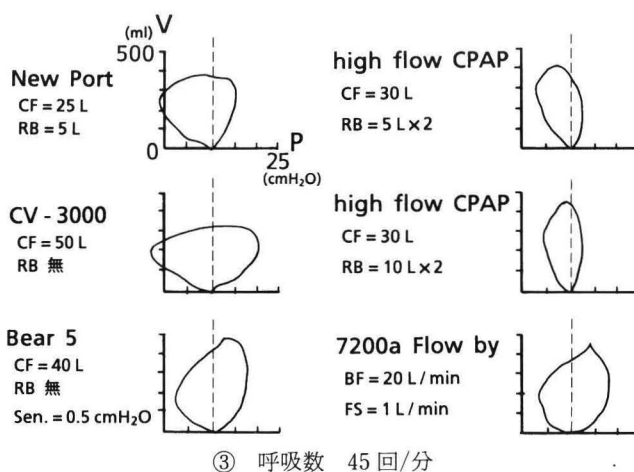 (ml) V
500
New Port
CF = 25 L
RB = 5 L
0
P
25
(cmH₂O)
high flow CPAP
CF = 30 L
RB = 5 L×2
CV - 3000
CF = 50 L
RB 無
high flow CPAP
CF = 30 L
RB = 10 L×2
Bear 5
CF = 40 L
RB 無
Sen. = 0.5 cmH₂O
7200a Flow by
BF = 20 L / min
FS = 1 L / min
③ 呼吸数 45 回/分